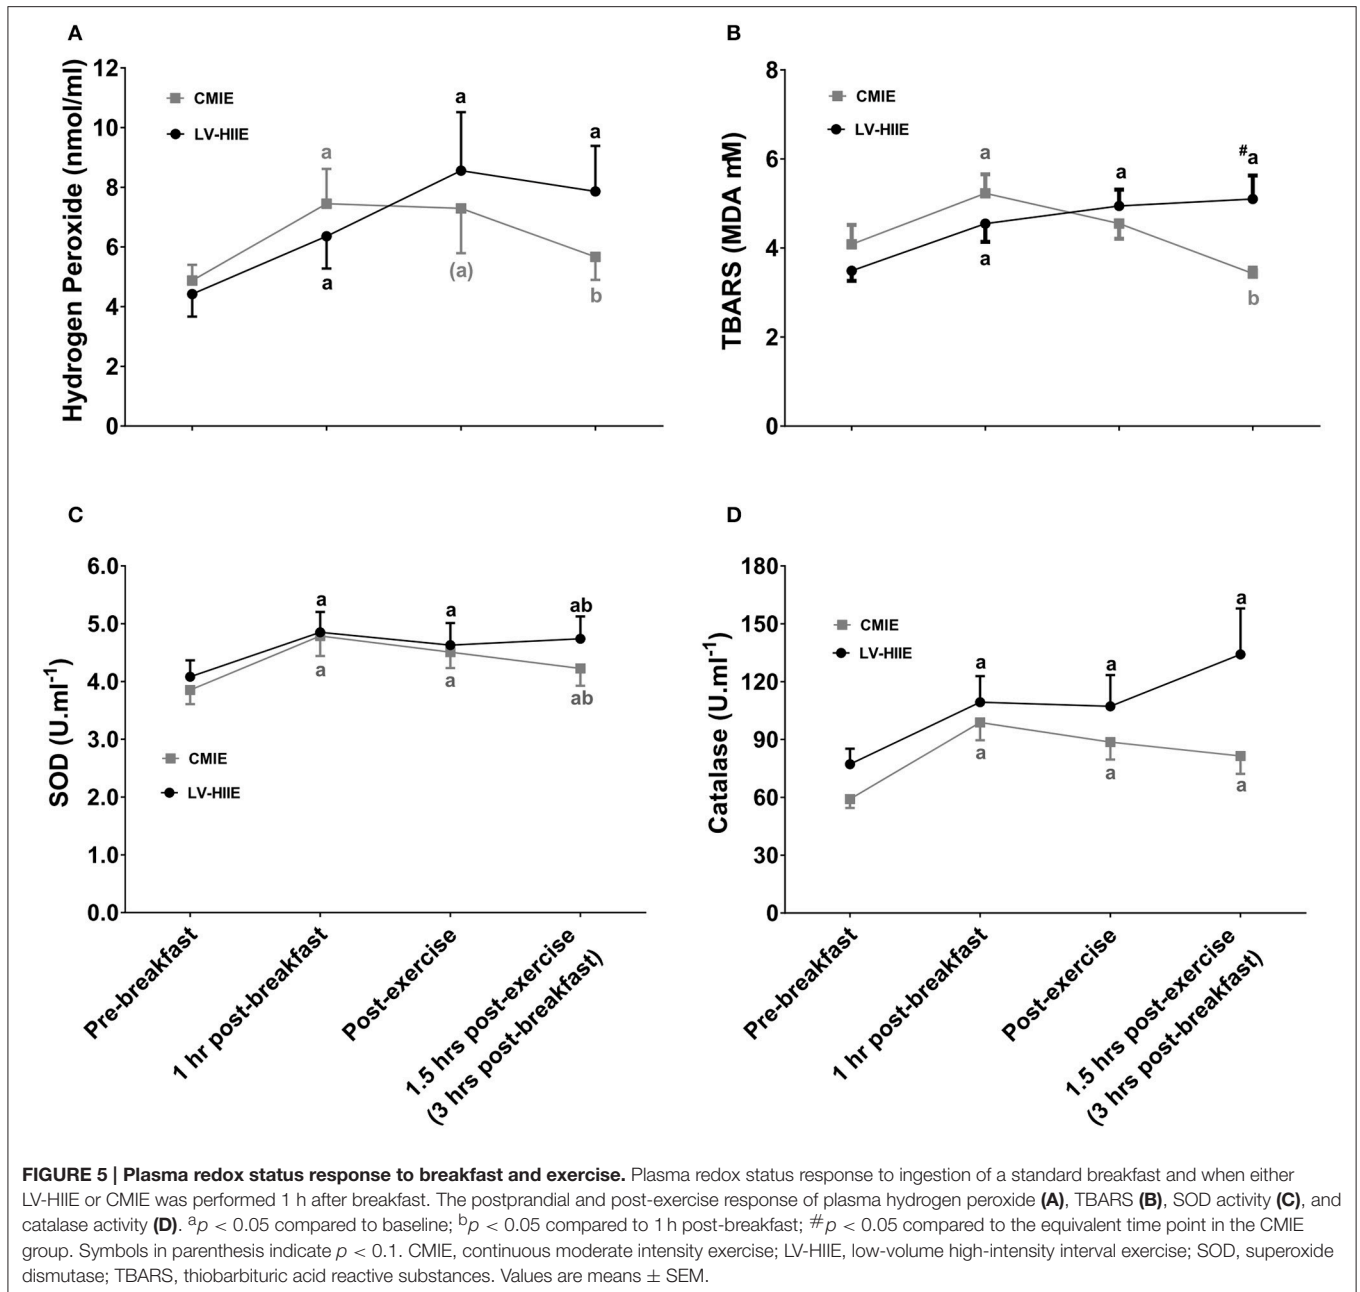 A
Hydrogen Peroxide (nmol/ml)
12
10
8
6
4
2
0
CMIE
LV-HIIE
a
a
a
a
(a)
b
B
TBARS (MDA mM)
8
6
4
2
0
CMIE
LV-HIIE
a
a
a
#a
b
C
SOD (U.ml-1)
6.0
5.0
4.0
3.0
2.0
1.0
0.0
a
a
ab
a
a
ab
CMIE
LV-HIIE
Pre-breakfast
1 hr post-breakfast
Post-exercise
1.5 hrs post-exercise
(3 hrs post-breakfast)
D
Catalase (U.ml-1)
180
150
120
90
60
30
0
CMIE
LV-HIIE
a
a
a
a
a
a
Pre-breakfast
1 hr post-breakfast
Post-exercise
1.5 hrs post-exercise
(3 hrs post-breakfast)
FIGURE 5 | Plasma redox status response to breakfast and exercise. Plasma redox status response to ingestion of a standard breakfast and when either
LV-HIIE or CMIE was performed 1 h after breakfast. The postprandial and post-exercise response of plasma hydrogen peroxide (A), TBARS (B), SOD activity (C), and
catalase activity (D). ap < 0.05 compared to baseline; bp < 0.05 compared to 1 h post-breakfast; #p < 0.05 compared to the equivalent time point in the CMIE
group. Symbols in parenthesis indicate p < 0.1. CMIE, continuous moderate intensity exercise; LV-HIIE, low-volume high-intensity interval exercise; SOD, superoxide
dismutase; TBARS, thiobarbituric acid reactive substances. Values are means ± SEM.